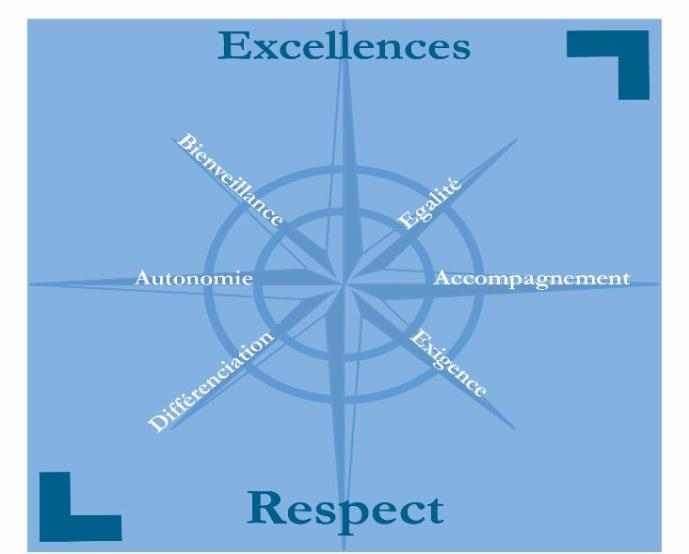 Excellences
Bienveillance
Egalité
Autonomie
Accompagnement
Différenciation
Exigence
Respect